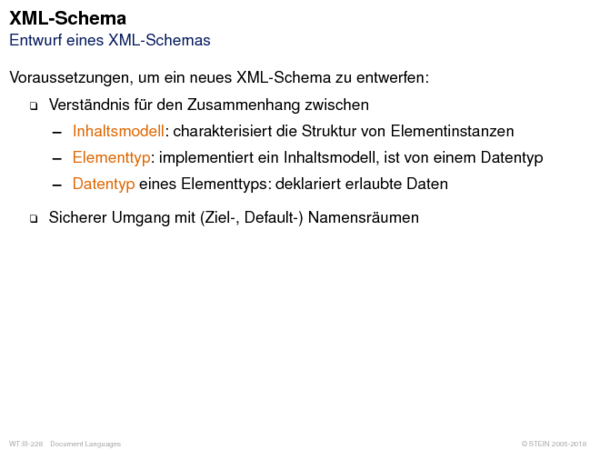 XML-Schema
Entwurf eines XML-Schemas
Voraussetzungen, um ein neues XML-Schema zu entwerfen:
❑ Verständnis für den Zusammenhang zwischen
– Inhaltsmodell: charakterisiert die Struktur von Elementinstanzen
– Elementtyp: implementiert ein Inhaltsmodell, ist von einem Datentyp
– Datentyp eines Elementtyps: deklariert erlaubte Daten
❑ Sicherer Umgang mit (Ziel-, Default-) Namensräumen
WT:III-228 Document Languages © STEIN 2005-2018